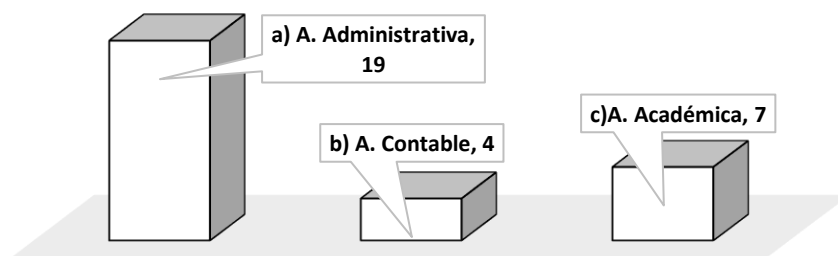 a) A. Administrativa,
19
b) A. Contable, 4
c)A. Académica, 7